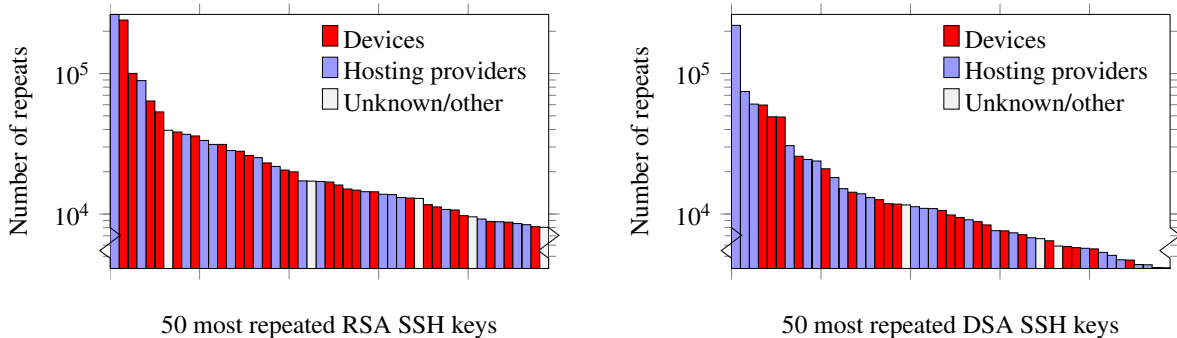 Number of repeats
10^5
10^4
Devices
Hosting providers
Unknown/other
50 most repeated RSA SSH keys
Number of repeats
10^5
10^4
Devices
Hosting providers
Unknown/other
50 most repeated DSA SSH keys